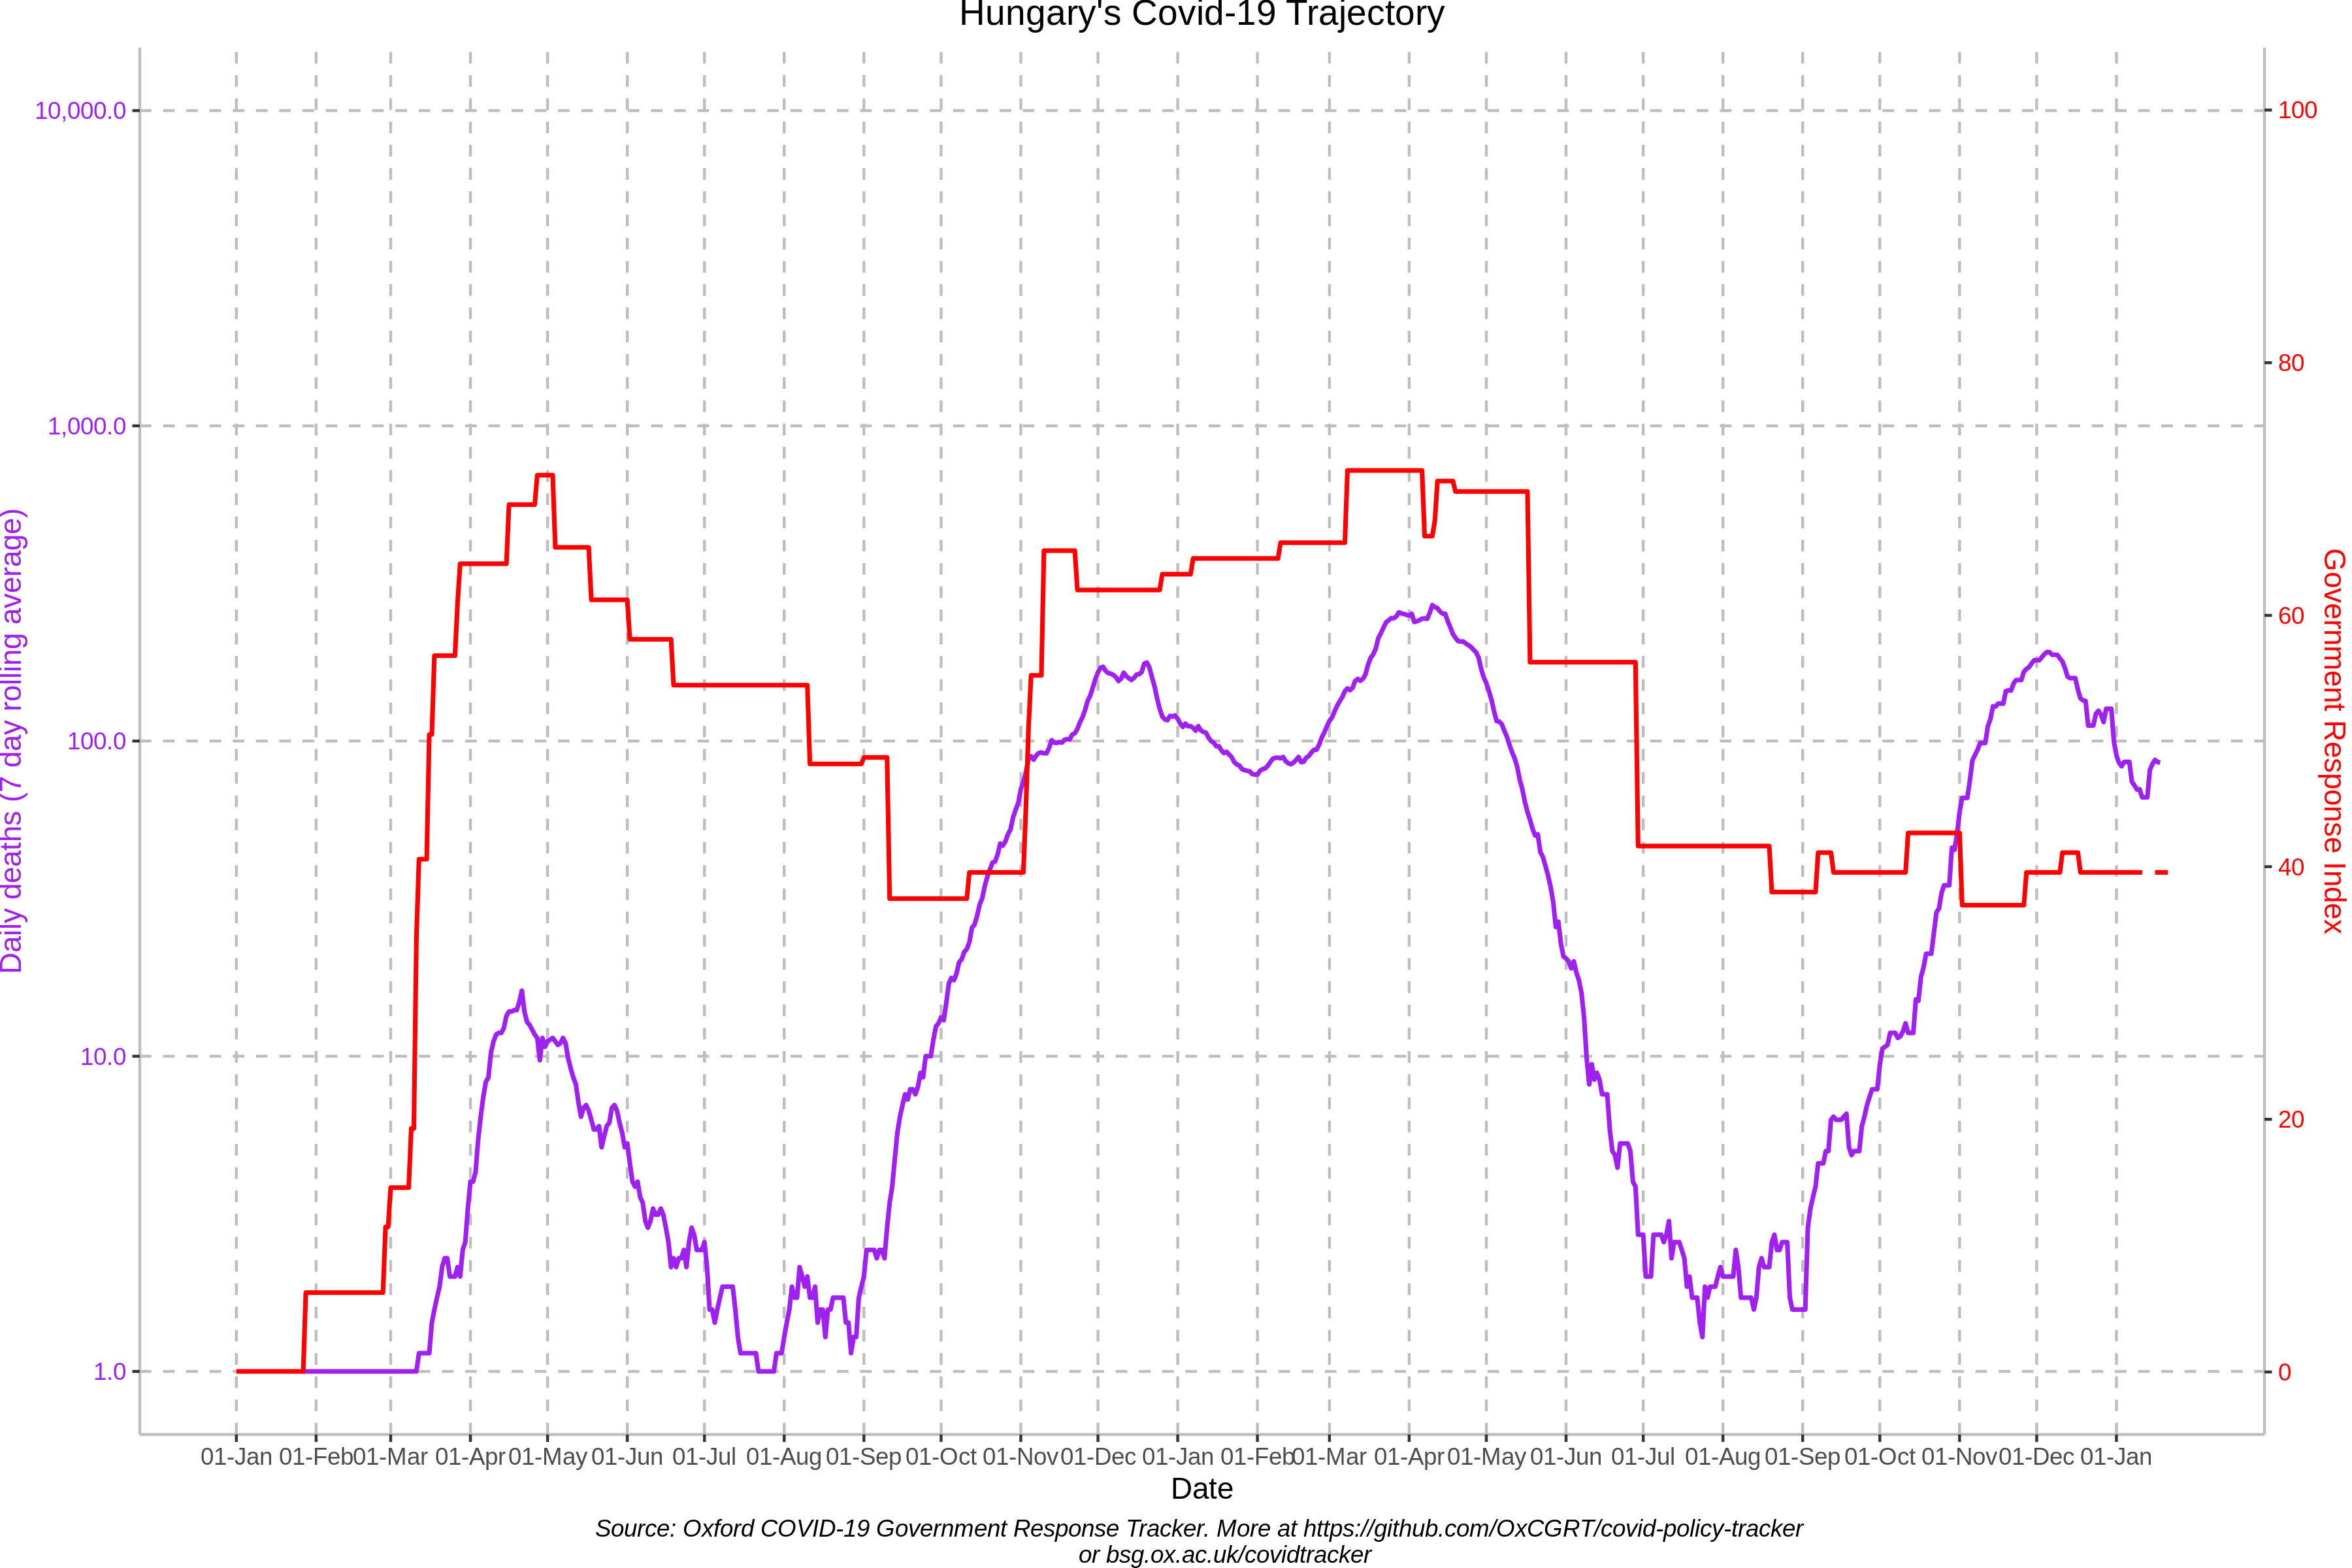 Hungary's Covid-19 Trajectory
10,000.0
1,000.0
100.0
10.0
1.0
Daily deaths (7 day rolling average)
100
80
60
40
20
0
Government Response Index
01-Jan 01-Feb 01-Mar 01-Apr 01-May 01-Jun 01-Jul 01-Aug 01-Sep 01-Oct 01-Nov 01-Dec 01-Jan 01-Feb 01-Mar 01-Apr 01-May 01-Jun 01-Jul 01-Aug 01-Sep 01-Oct 01-Nov 01-Dec 01-Jan
Date
Source: Oxford COVID-19 Government Response Tracker. More at https://github.com/OxCGRT/covid-policy-tracker
or bsg.ox.ac.uk/covidtracker